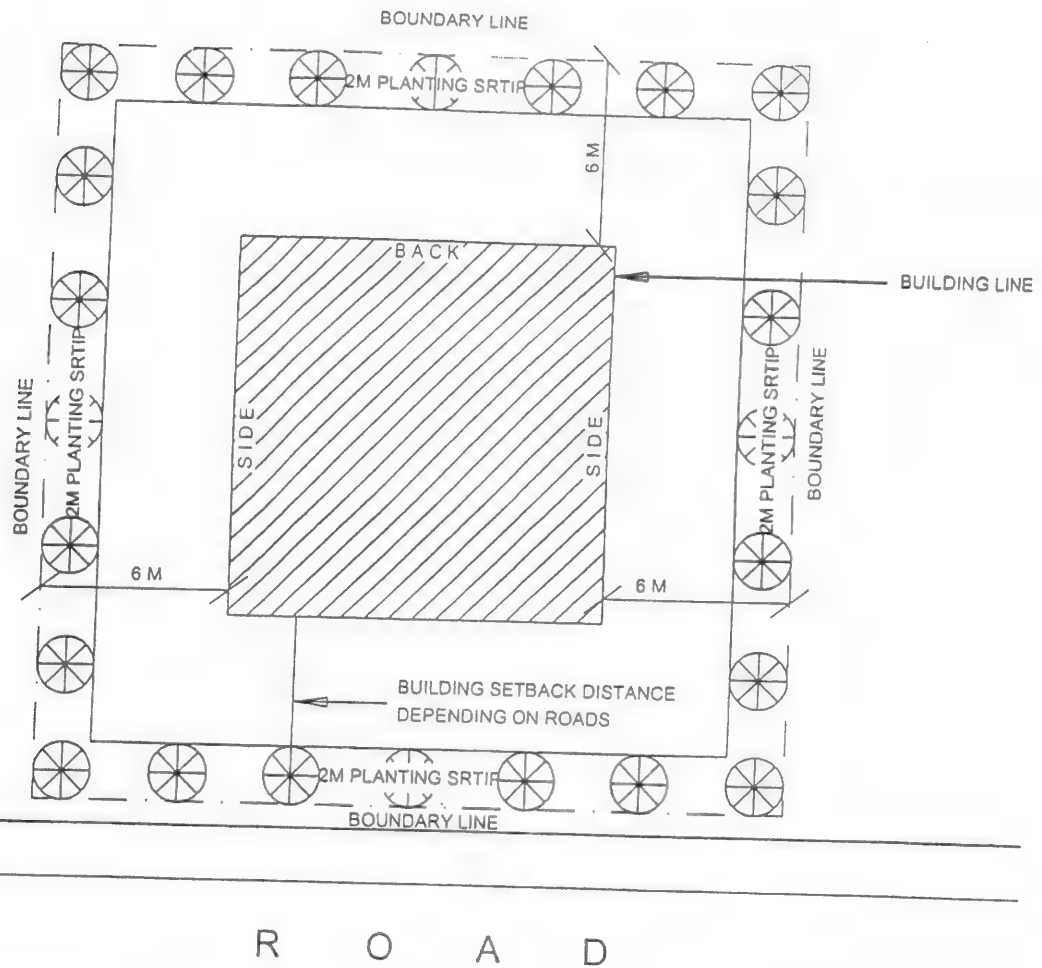 BOUNDARY LINE
2M PLANTING SRTIP
6 M
BACK
BUILDING LINE
BOUNDARY LINE
2M PLANTING SRTIP
SIDE
SIDE
2M PLANTING SRTIP
BOUNDARY LINE
6 M
6 M
BUILDING SETBACK DISTANCE
DEPENDING ON ROADS
2M PLANTING SRTIP
BOUNDARY LINE
ROAD